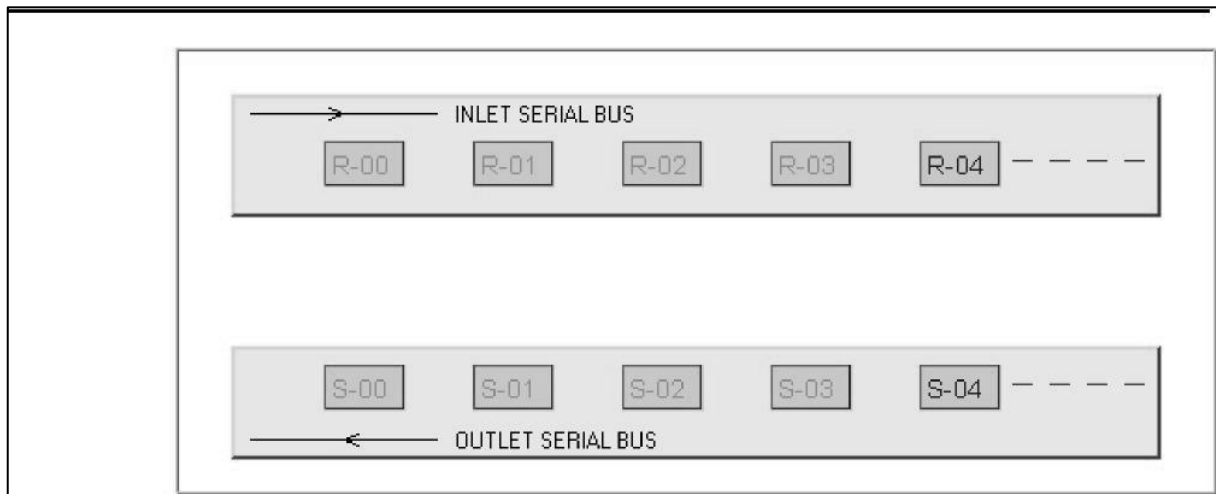 INLET SERIAL BUS
R-00 R-01 R-02 R-03 R-04
S-00 S-01 S-02 S-03 S-04
OUTLET SERIAL BUS